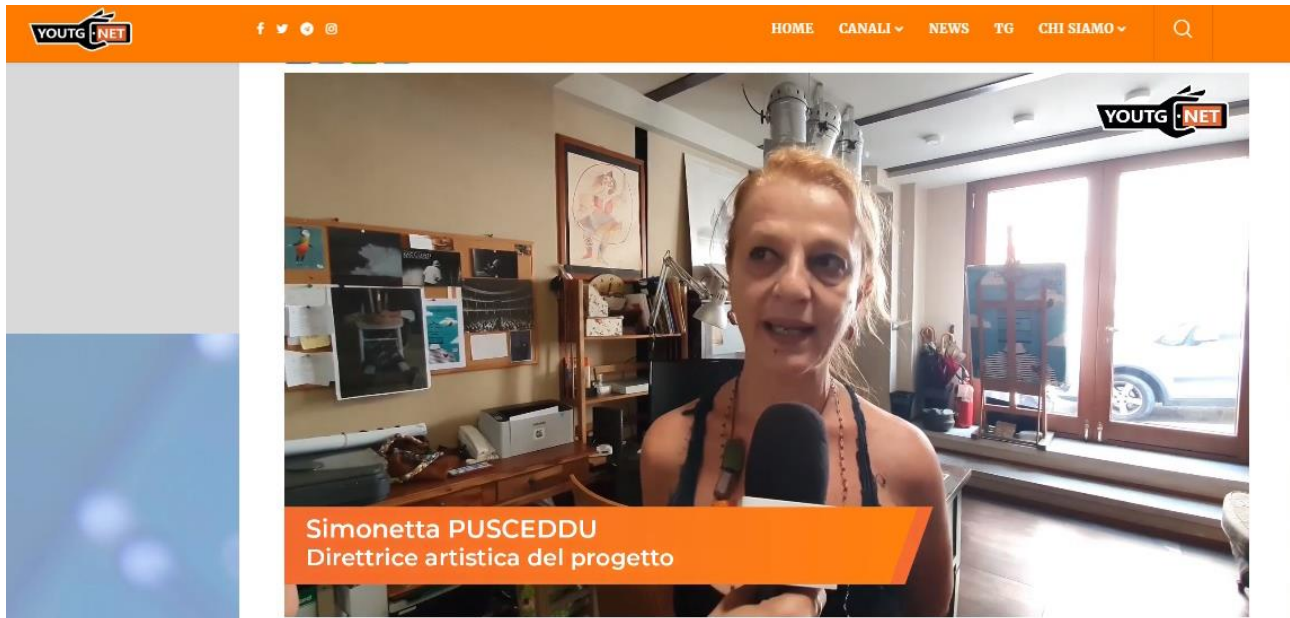 YOUTG NET
HOME CANALI NEWS TG CHI SIAMO
YOUTG NET
Simonetta PUSCEDDU
Direttrice artistica del progetto